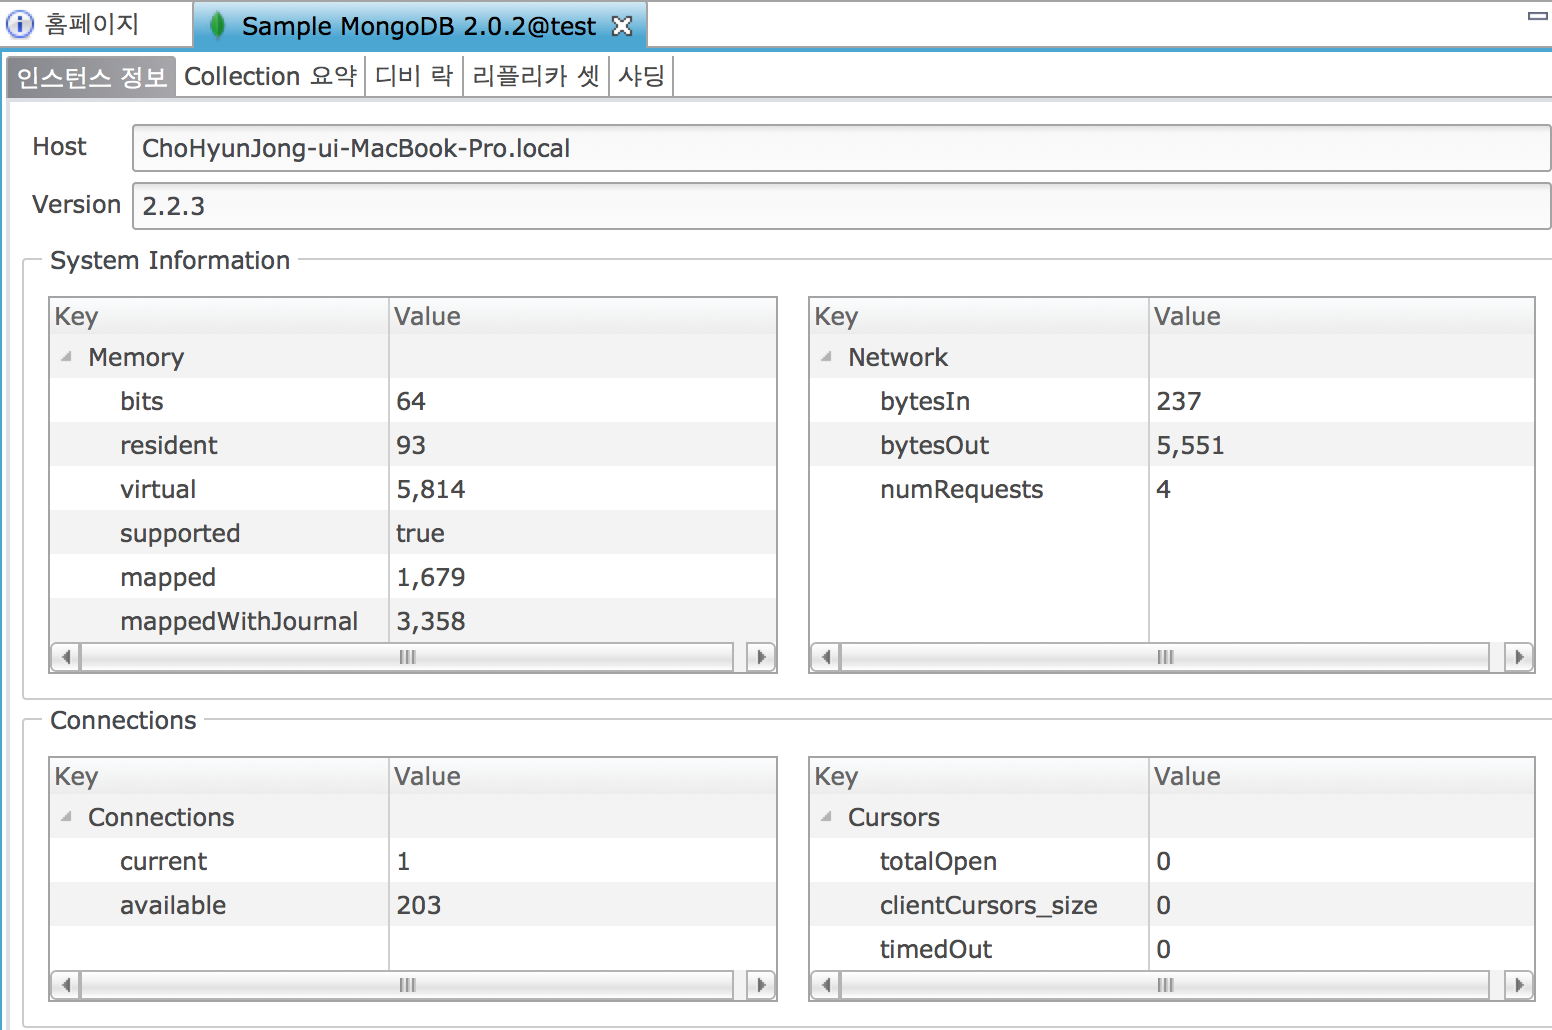 홈페이지 Sample MongoDB 2.0.2@test
인스턴스 정보 Collection 요약 디비 락 리플리카 셋 샤딩
Host ChoHyunJong-ui-MacBook-Pro.local
Version 2.2.3
System Information
Key Value Key Value
Memory Network
bits 64 bytesIn 237
resident 93 bytesOut 5,551
virtual 5,814 numRequests 4
supported true
mapped 1,679
mappedWithJournal 3,358
Connections
Key Value Key Value
Connections Cursors
current 1 totalOpen 0
available 203 clientCursors_size 0
timedOut 0